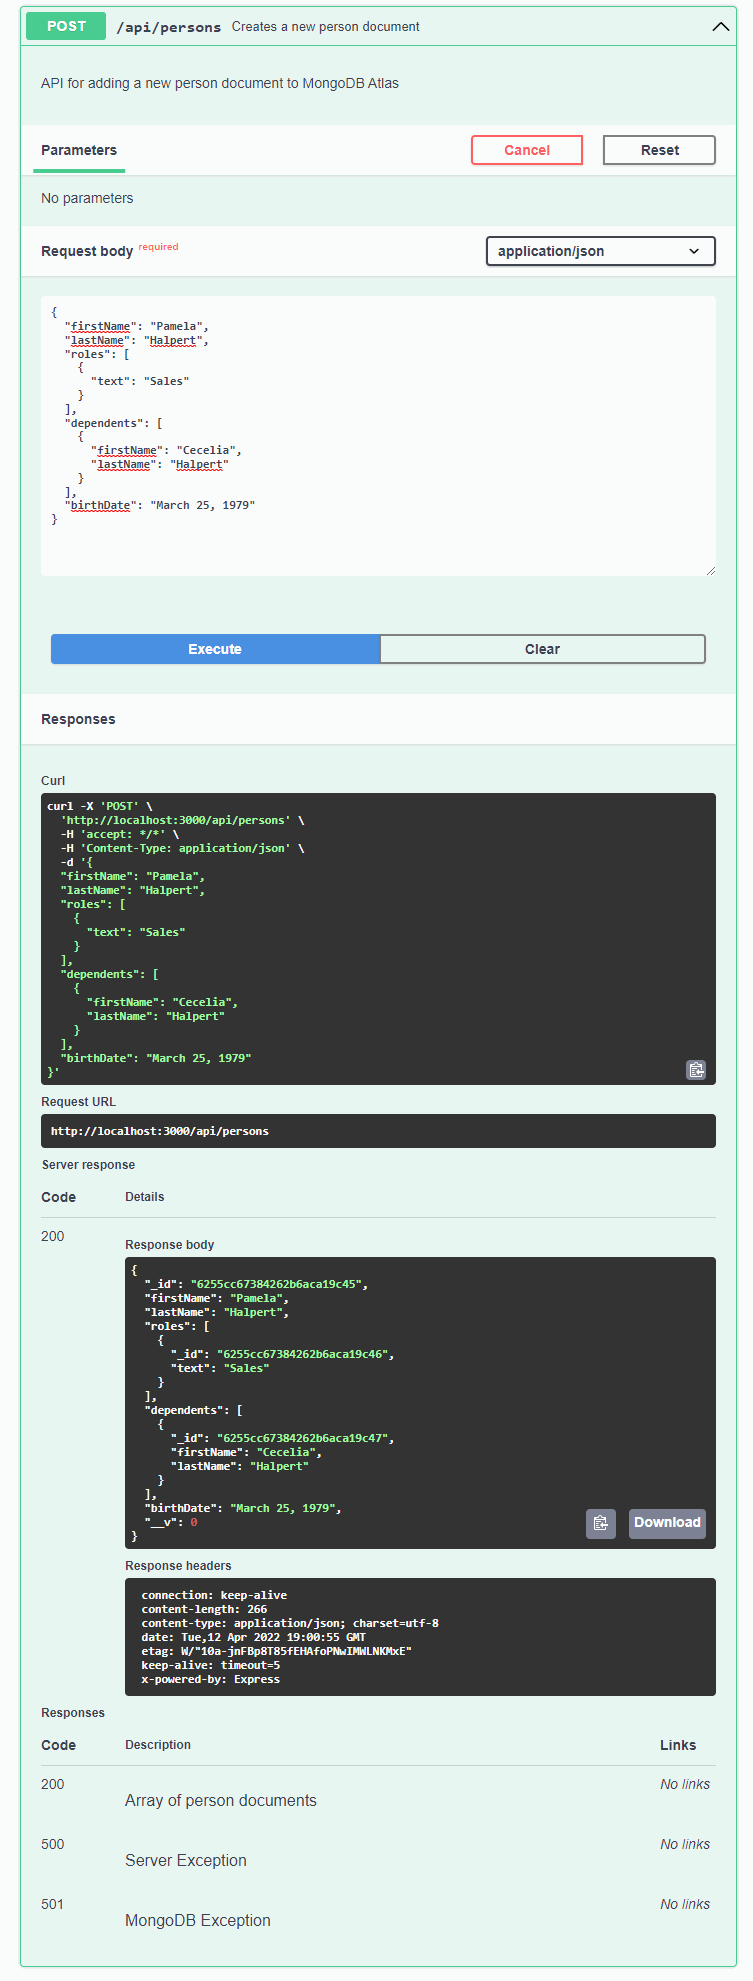 POST /api/persons Creates a new person document
API for adding a new person document to MongoDB Atlas
Parameters Cancel Reset
No parameters
Request body required application/json
{
"firstName": "Pamela",
"lastName": "Halpert",
"roles": [
{
"text": "Sales"
}
],
"dependents": [
{
"firstName": "Cecelia",
"lastName": "Halpert"
}
],
"birthDate": "March 25, 1979"
}
Execute Clear
Responses
Curl
curl -X 'POST' \
'http://localhost:3000/api/persons' \
-H 'accept: */*' \
-H 'Content-Type: application/json' \
-d '{
"firstName": "Pamela",
"lastName": "Halpert",
"roles": [
{
"text": "Sales"
}
],
"dependents": [
{
"firstName": "Cecelia",
"lastName": "Halpert"
}
],
"birthDate": "March 25, 1979"
}'
Request URL
http://localhost:3000/api/persons
Server response
Code Details
200
Response body
{
"_id": "6255cc67384262b6aca19c45",
"firstName": "Pamela",
"lastName": "Halpert",
"roles": [
{
"_id": "6255cc67384262b6aca19c46",
"text": "Sales"
}
],
"dependents": [
{
"_id": "6255cc67384262b6aca19c47",
"firstName": "Cecelia",
"lastName": "Halpert"
}
],
"birthDate": "March 25, 1979",
"__v": 0
}
Download
Response headers
connection: keep-alive
content-length: 266
content-type: application/json; charset=utf-8
date: Tue,12 Apr 2022 19:00:55 GMT
etag: W/"10a-jnFBp8T85fEHAfoPNwIMWLNKMxE"
keep-alive: timeout=5
x-powered-by: Express
Responses
Code Description Links
200 No links
Array of person documents
500 No links
Server Exception
501 No links
MongoDB Exception